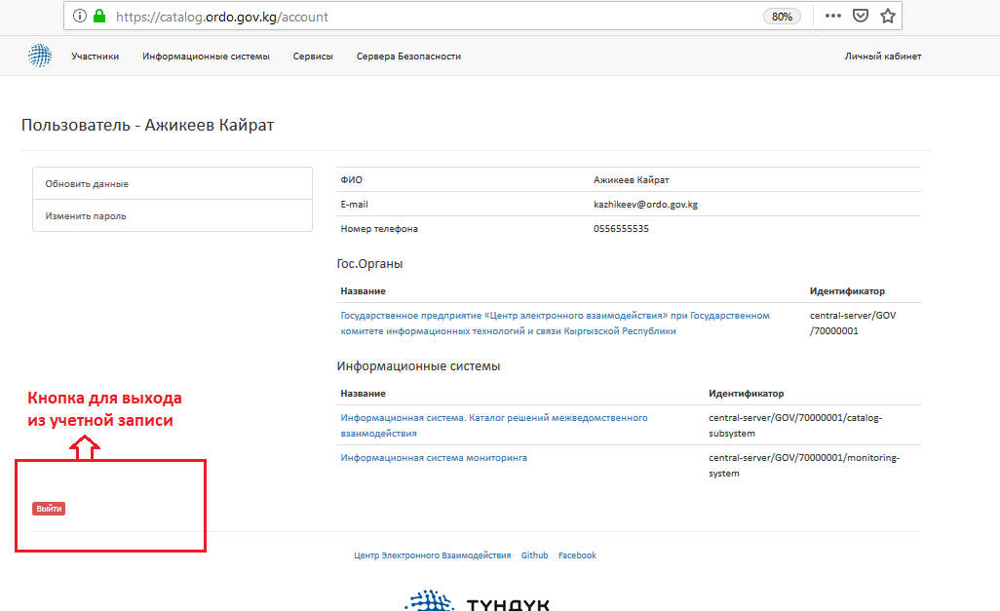 https://catalog.ordo.gov.kg/account
80%
Участники
Информационные системы
Сервисы
Сервера Безопасности
Личный кабинет
Пользователь - Ажикеев Кайрат
Обновить данные
Изменить пароль
ФИО
Ажикеев Кайрат
E-mail
kazhikeev@ordo.gov.kg
Номер телефона
0556555535
Гос.Органы
Название
Идентификатор
Государственное предприятие «Центр электронного взаимодействия» при Государственном
комитете информационных технологий и связи Кыргызской Республики
central-server/GOV
/70000001
Информационные системы
Название
Идентификатор
Информационная система. Каталог решений межведомственного
взаимодействия
central-server/GOV/70000001/catalog-
subsystem
Информационная система мониторинга
central-server/GOV/70000001/monitoring-
system
Кнопка для выхода
из учетной записи
Выйти
Центр Электронного Взаимодействия
Github
Facebook
ТҮНДҮК